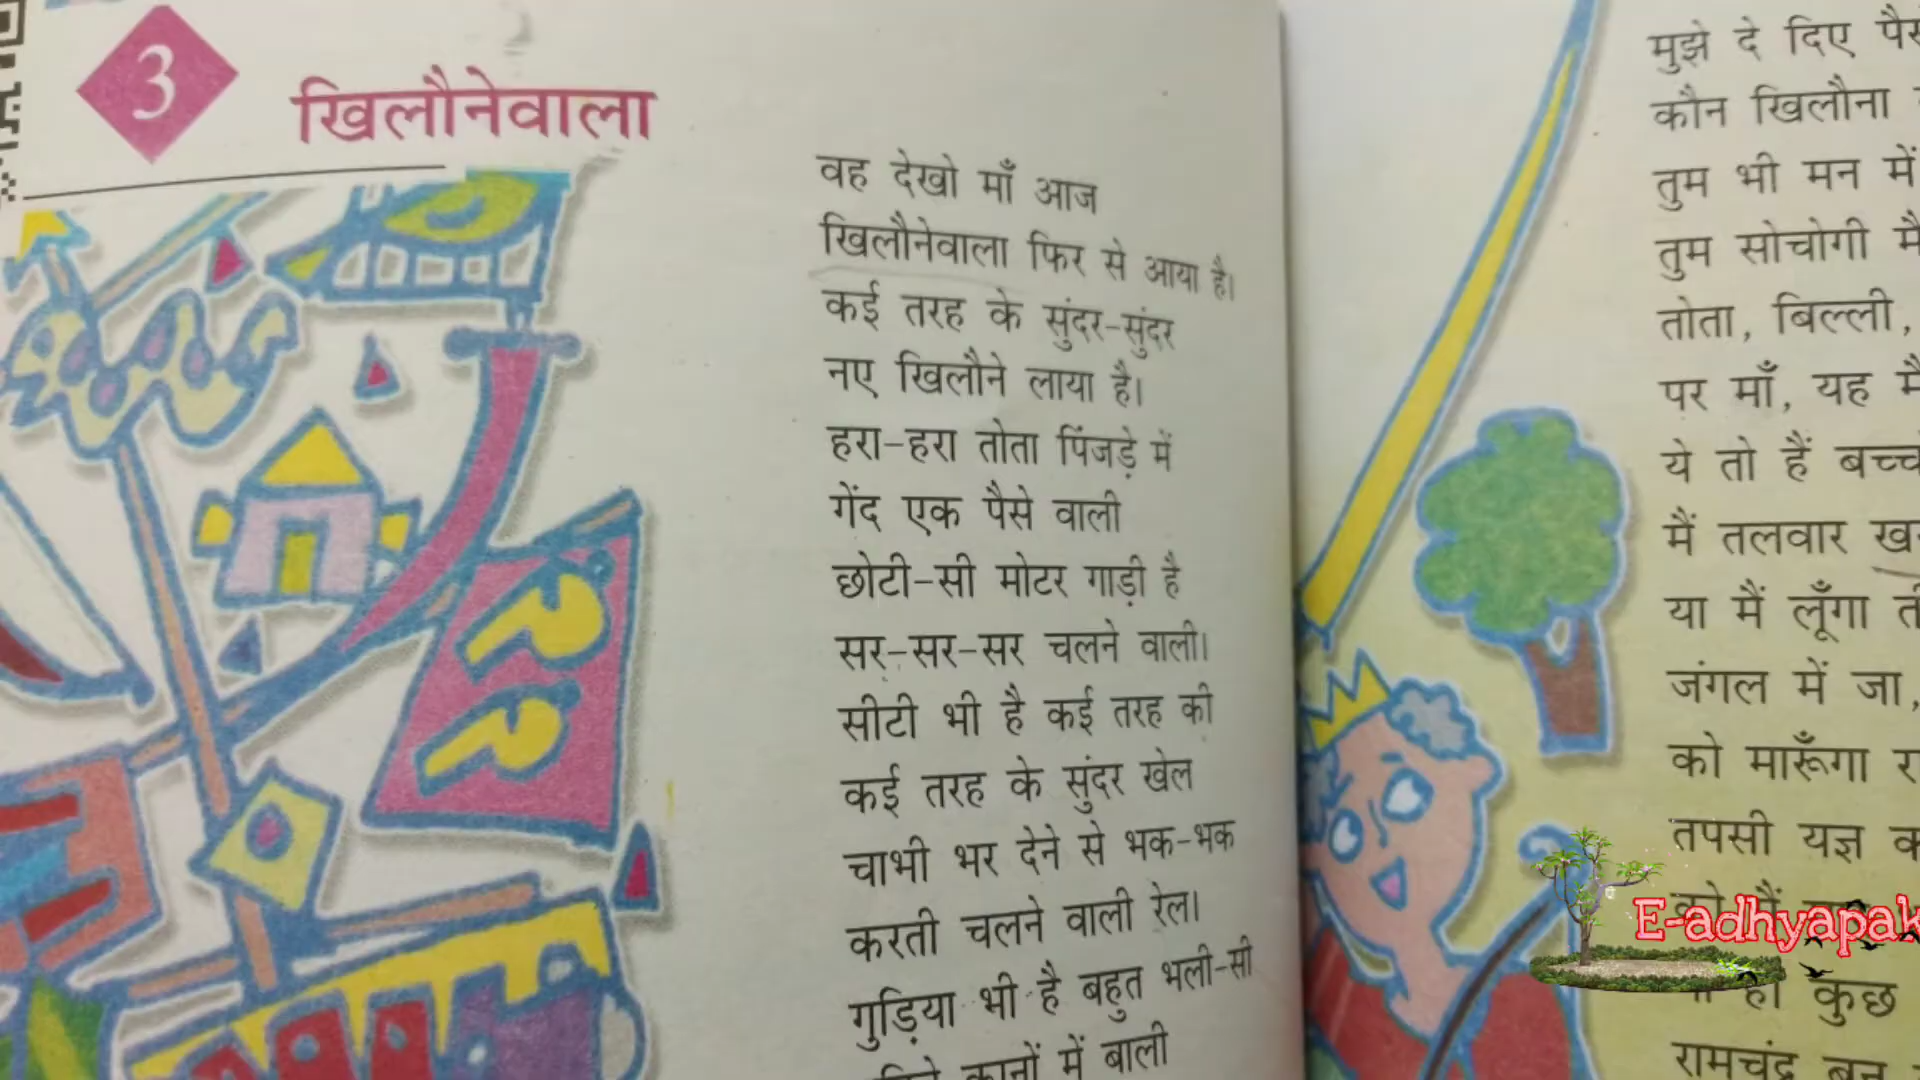 3
खिलौनेवाला
वह देखो माँ आज
खिलौनेवाला फिर से आया है।
कई तरह के सुंदर-सुंदर
नए खिलौने लाया है।
हरा-हरा तोता पिंजड़े में
गेंद एक पैसे वाली
छोटी-सी मोटर गाड़ी है
सर-सर-सर चलने वाली।
सीटी भी है कई तरह की
कई तरह के सुंदर खेल
चाभी भर देने से भक-भक
करती चलने वाली रेल।
गुड़िया भी है बहुत भली-सी
कानों में बाली
मुझे दे दिए
कौन खिलौना
तुम भी मन में
तुम सोचोगी
तोता, बिल्ली,
पर माँ, यह
ये तो हैं
मैं तलवार
या मैं लूँगा
जंगल में जा,
को मारूँगा
तपसी यज्ञ
कुछ
रामचंद्र बन
E-adhyapak